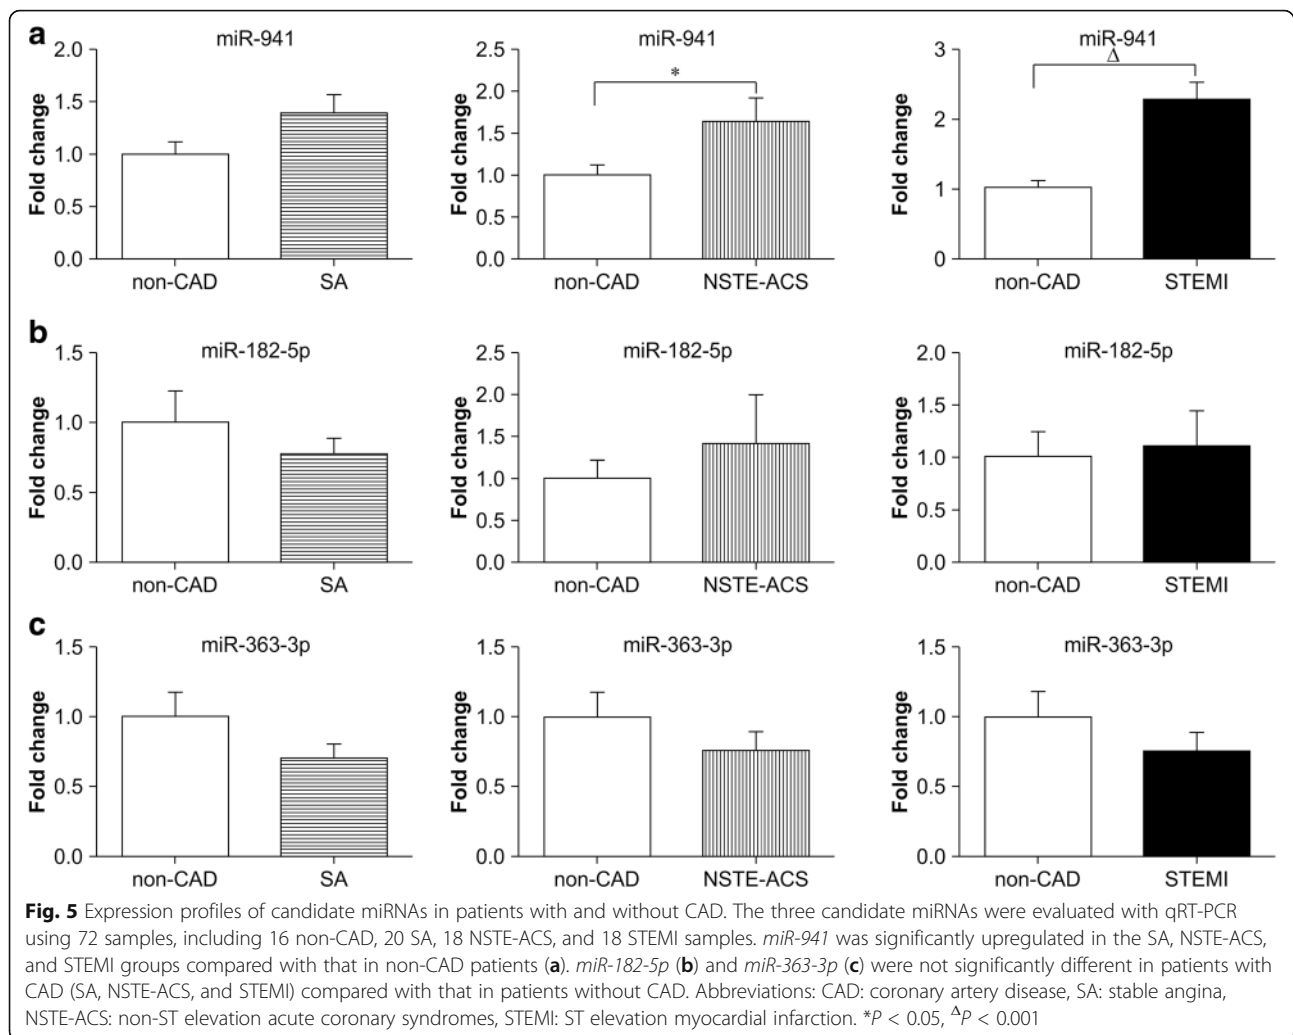 a
miR-941 miR-941 miR-941
Fold change
2.0
1.5
1.0
0.5
0.0
non-CAD SA
Fold change
2.5
2.0
1.5
1.0
0.5
0.0
*
non-CAD NSTE-ACS
Fold change
3
2
1
0
Δ
non-CAD STEMI
b
miR-182-5p miR-182-5p miR-182-5p
Fold change
1.5
1.0
0.5
0.0
non-CAD SA
Fold change
2.5
2.0
1.5
1.0
0.5
0.0
non-CAD NSTE-ACS
Fold change
2.0
1.5
1.0
0.5
0.0
non-CAD STEMI
c
miR-363-3p miR-363-3p miR-363-3p
Fold change
1.5
1.0
0.5
0.0
non-CAD SA
Fold change
1.5
1.0
0.5
0.0
non-CAD NSTE-ACS
Fold change
1.5
1.0
0.5
0.0
non-CAD STEMI
Fig. 5 Expression profiles of candidate miRNAs in patients with and without CAD. The three candidate miRNAs were evaluated with qRT-PCR
using 72 samples, including 16 non-CAD, 20 SA, 18 NSTE-ACS, and 18 STEMI samples. miR-941 was significantly upregulated in the SA, NSTE-ACS,
and STEMI groups compared with that in non-CAD patients (a). miR-182-5p (b) and miR-363-3p (c) were not significantly different in patients with
CAD (SA, NSTE-ACS, and STEMI) compared with that in patients without CAD. Abbreviations: CAD: coronary artery disease, SA: stable angina,
NSTE-ACS: non-ST elevation acute coronary syndromes, STEMI: ST elevation myocardial infarction. *P < 0.05, ΔP < 0.001